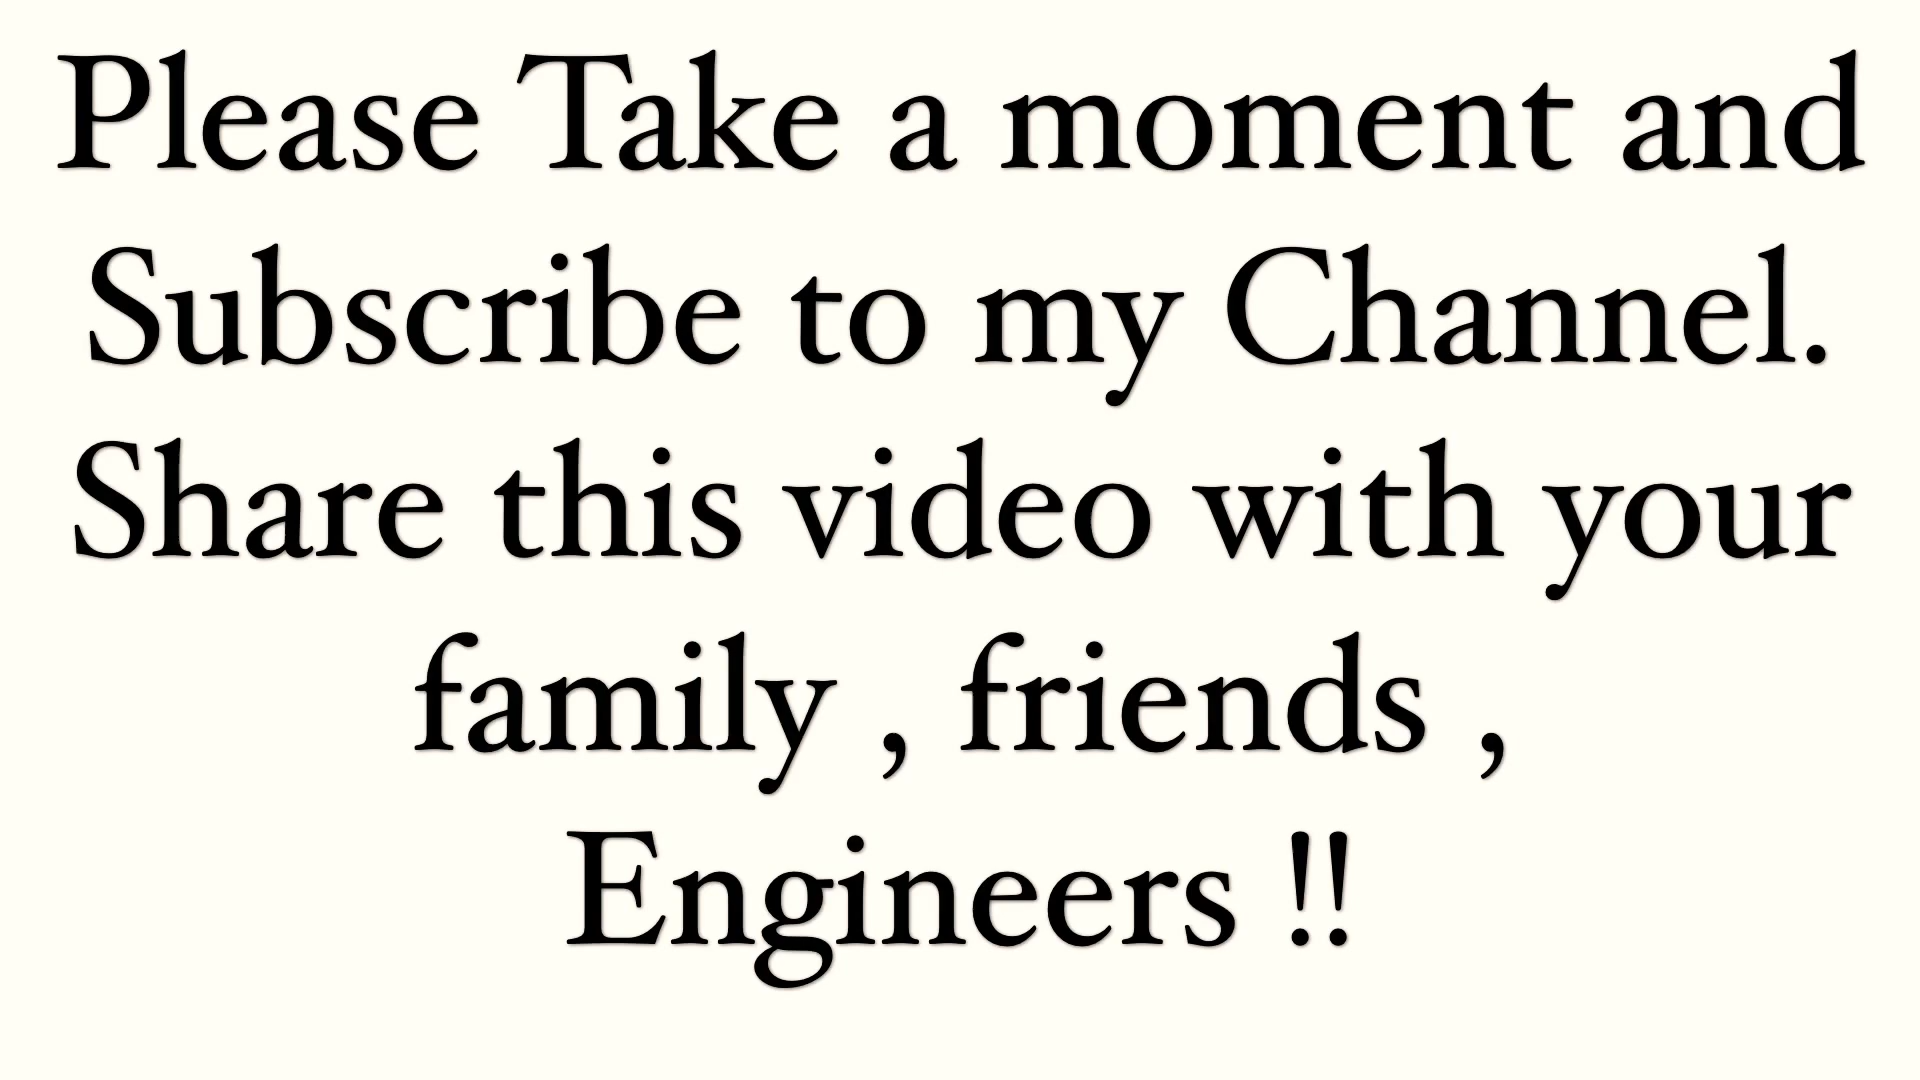 Please Take a moment and
Subscribe to my Channel.
Share this video with your
family , friends ,
Engineers !!